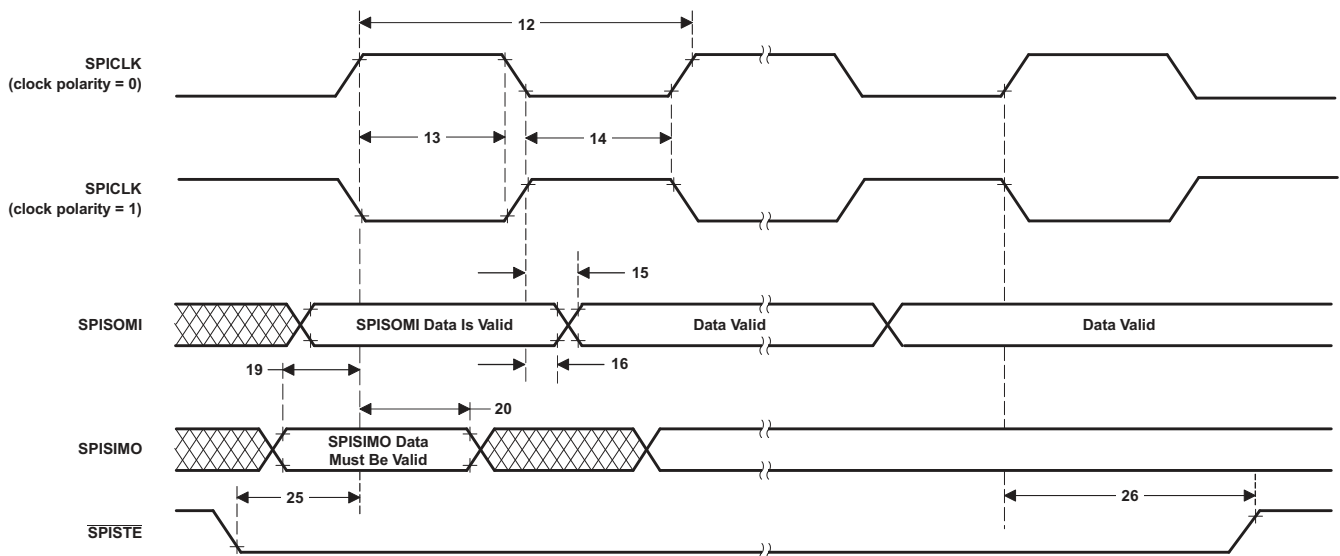 12
SPICLK
(clock polarity = 0)
13
14
SPICLK
(clock polarity = 1)
15
SPISOMI
SPISOMI Data Is Valid
Data Valid
Data Valid
16
19
20
SPISIMO
SPISIMO Data
Must Be Valid
25
26
SPISTE